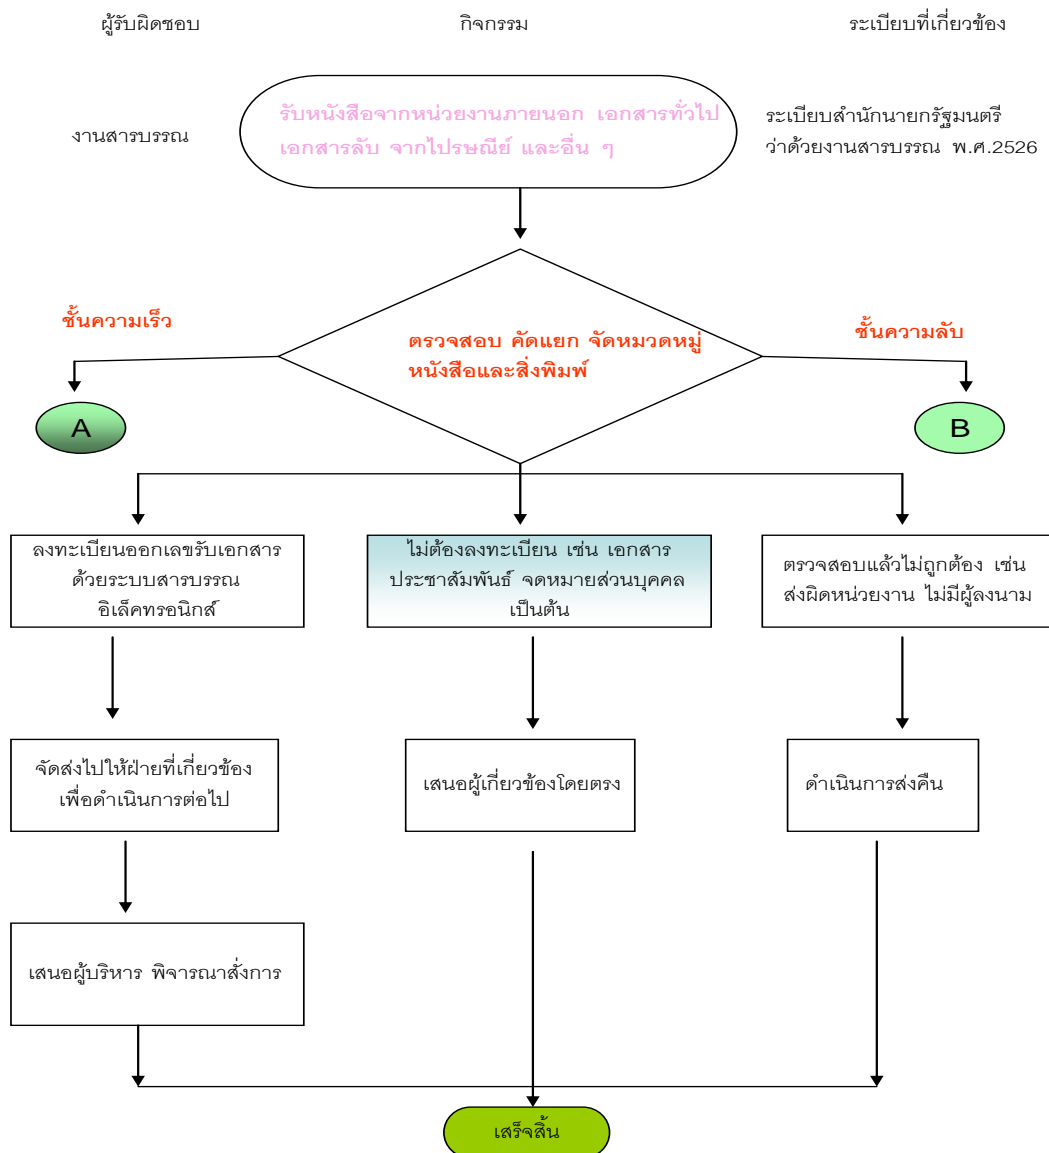 ผู้รับผิดชอบ
กิจกรรม
ระเบียบที่เกี่ยวข้อง
งานสารบรรณ
รับหนังสือจากหน่วยงานภายนอก เอกสารทั่วไป
เอกสารลับ จากไปรษณีย์ และอื่น ๆ
ระเบียบสำนักนายกรัฐมนตรี
ว่าด้วยงานสารบรรณ พ.ศ.2526
ชั้นความเร็ว
ตรวจสอบ คัดแยก จัดหมวดหมู่
หนังสือและสิ่งพิมพ์
ชั้นความลับ
A
B
ลงทะเบียนออกเลขรับเอกสาร
ด้วยระบบสารบรรณ
อิเล็คทรอนิกส์
ไม่ต้องลงทะเบียน เช่น เอกสาร
ประชาสัมพันธ์ จดหมายส่วนบุคคล
เป็นต้น
ตรวจสอบแล้วไม่ถูกต้อง เช่น
ส่งผิดหน่วยงาน ไม่มีผู้ลงนาม
จัดส่งไปให้ฝ่ายที่เกี่ยวข้อง
เพื่อดำเนินการต่อไป
เสนอผู้เกี่ยวข้องโดยตรง
ดำเนินการส่งคืน
เสนอผู้บริหาร พิจารณาสั่งการ
เสร็จสิ้น